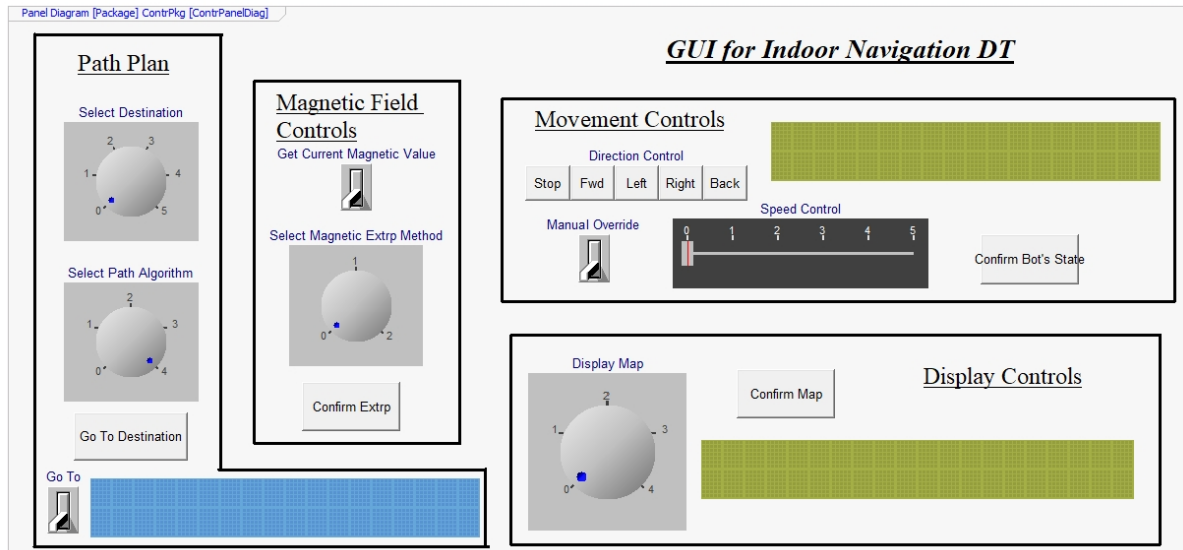 Panel Diagram [Package] ContrPkg [ContrPanelDiag]
GUI for Indoor Navigation DT
Path Plan
Select Destination
2 3
1 4
0 5
Select Path Algorithm
2
1 3
0 4
Go To Destination
Go To
Magnetic Field
Controls
Get Current Magnetic Value
Select Magnetic Extrp Method
1
0 2
Confirm Extrp
Movement Controls
Direction Control
Stop Fwd Left Right Back
Manual Override
Speed Control
0 1 2 3 4 5
Confirm Bot's State
Display Map
2
1 3
0 4
Confirm Map
Display Controls